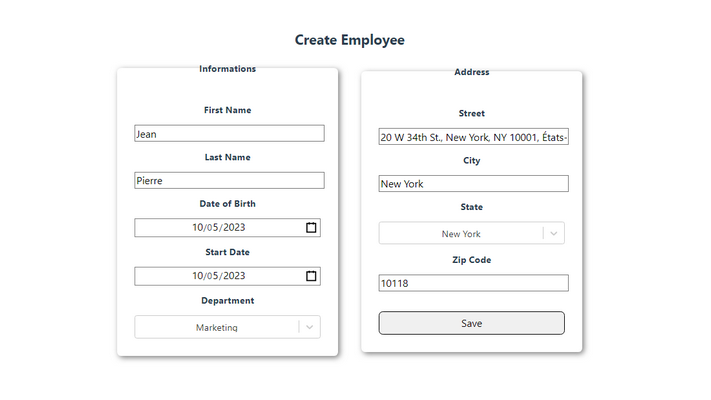 Create Employee
Informations
First Name
Jean
Last Name
Pierre
Date of Birth
10/05/2023
Start Date
10/05/2023
Department
Marketing
Address
Street
20 W 34th St., New York, NY 10001, États-
City
New York
State
New York
Zip Code
10118
Save